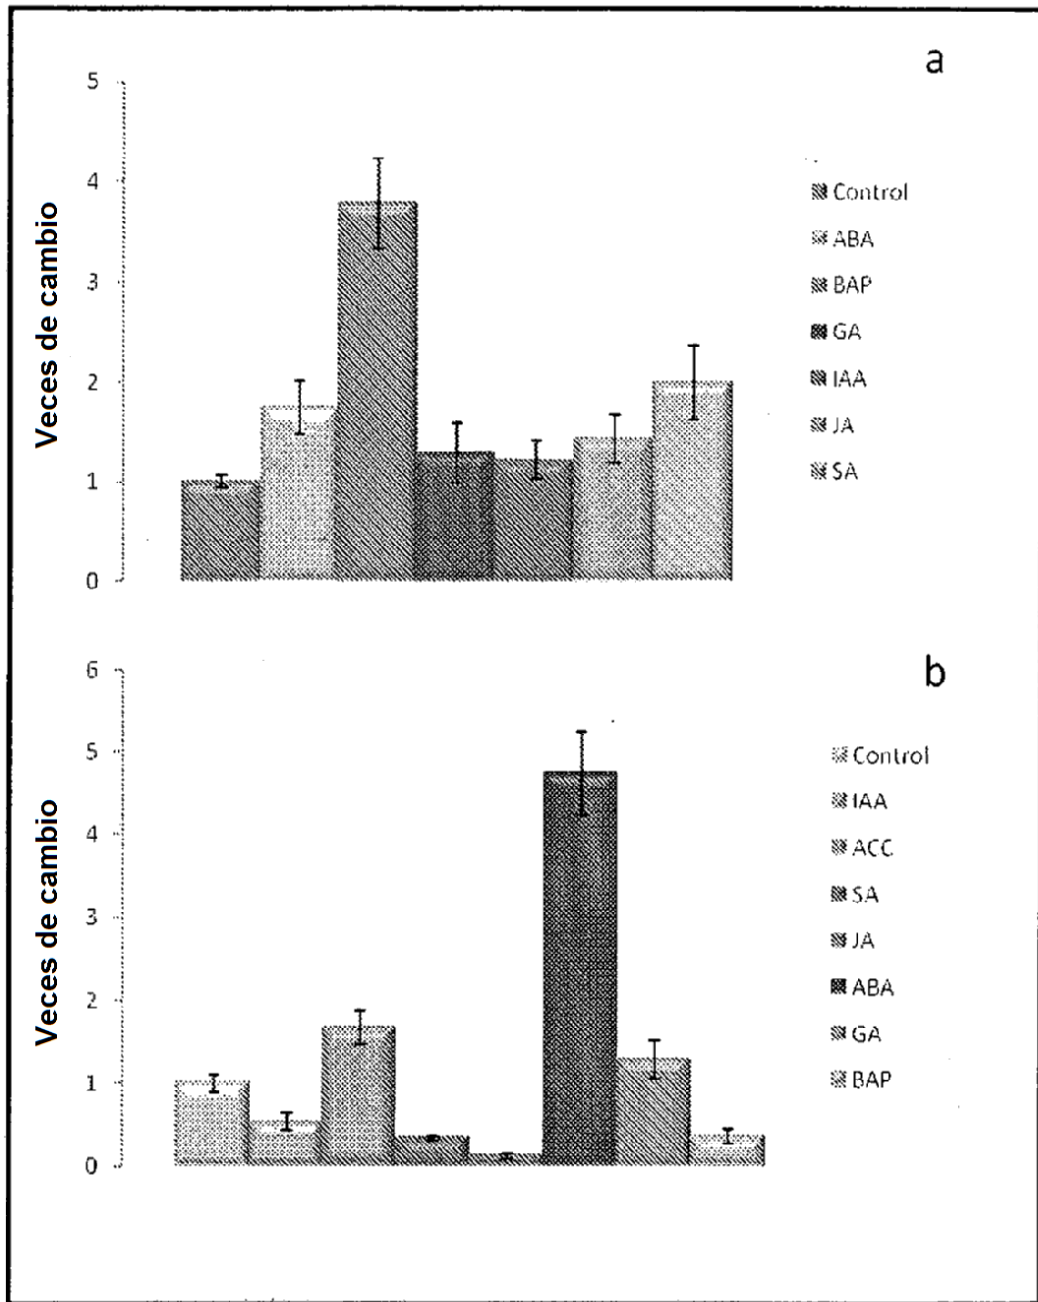 a
5
4
3
2
1
0
Veces de cambio
Control
ABA
BAP
GA
IAA
JA
SA
b
6
5
4
3
2
1
0
Veces de cambio
Control
IAA
ACC
SA
JA
ABA
GA
BAP